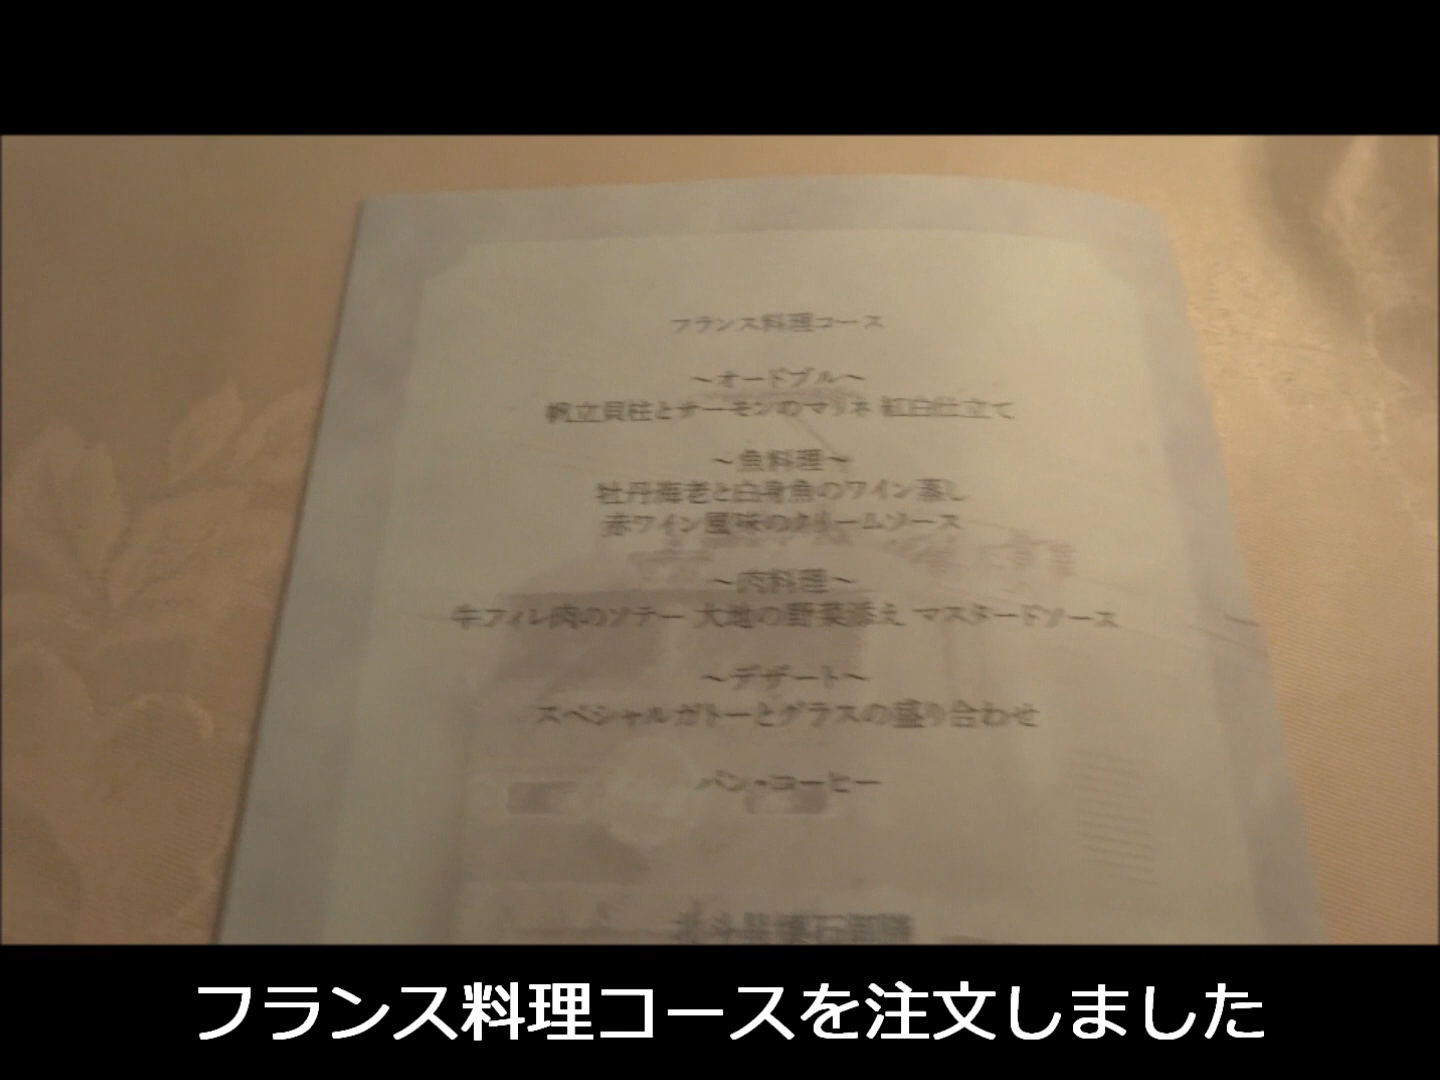 フランス料理コース
～オードブル～
帆立貝柱とサーモンのマリネ 紅白仕立て
～魚料理～
牡丹海老と白身魚のワイン蒸し
赤ワイン風味のクリームソース
～肉料理～
牛フィレ肉のソテー 大地の野菜添え マスタードソース
～デザート～
スペシャルガトーとグラスの盛り合わせ
パン・コーヒー
フランス料理コースを注文しました